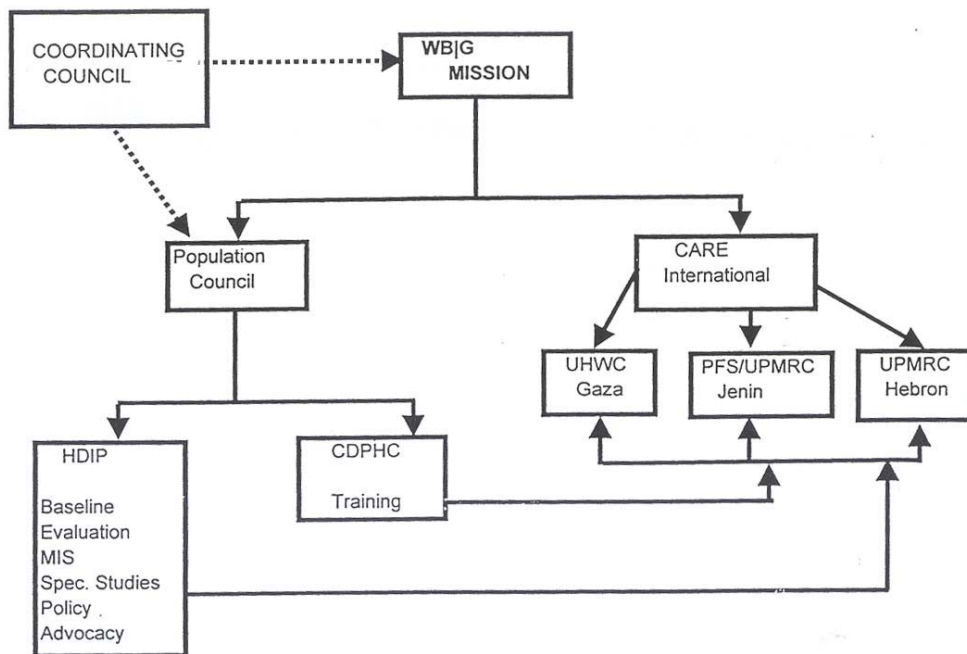 COORDINATING
COUNCIL
WB|G
MISSION
Population
Council
CARE
International
UHWC
Gaza
PFS/UPMRC
Jenin
UPMRC
Hebron
HDIP
Baseline
Evaluation
MIS
Spec. Studies
Policy
Advocacy
CDPHC
Training